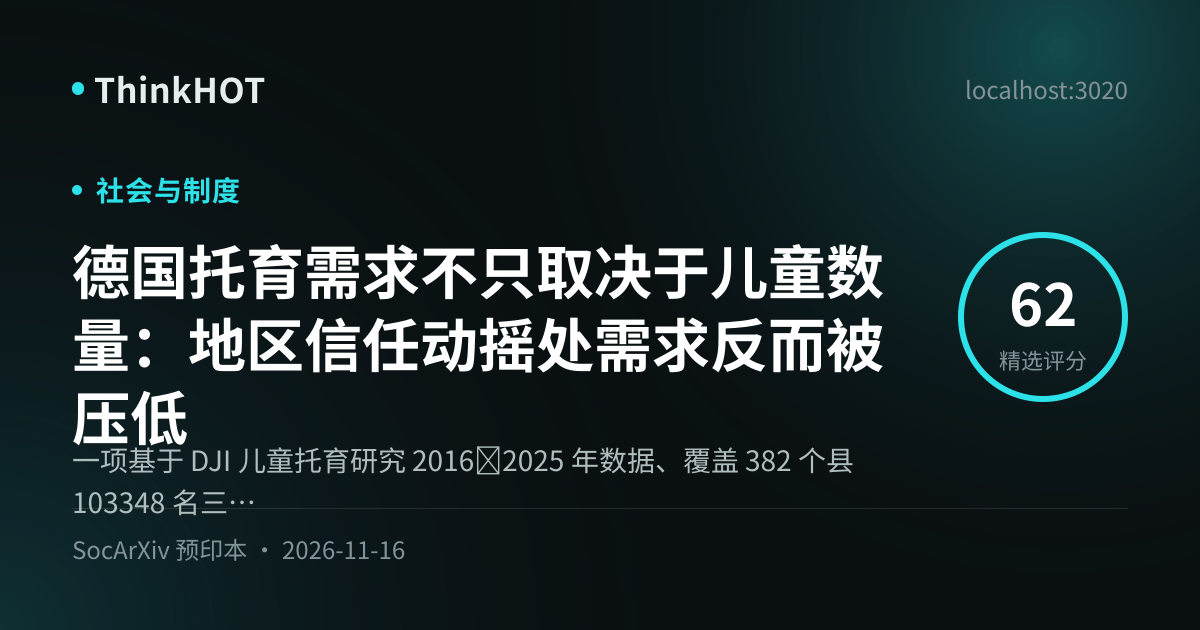 ThinkHOT
localhost:3020
社会与制度
德国托育需求不只取决于儿童数
量：地区信任动摇处需求反而被
压低
62
精选评分
一项基于 DJI 儿童托育研究 2016☒2025 年数据、覆盖 382 个县
103348 名三…
SocArXiv 预印本 · 2026-11-16